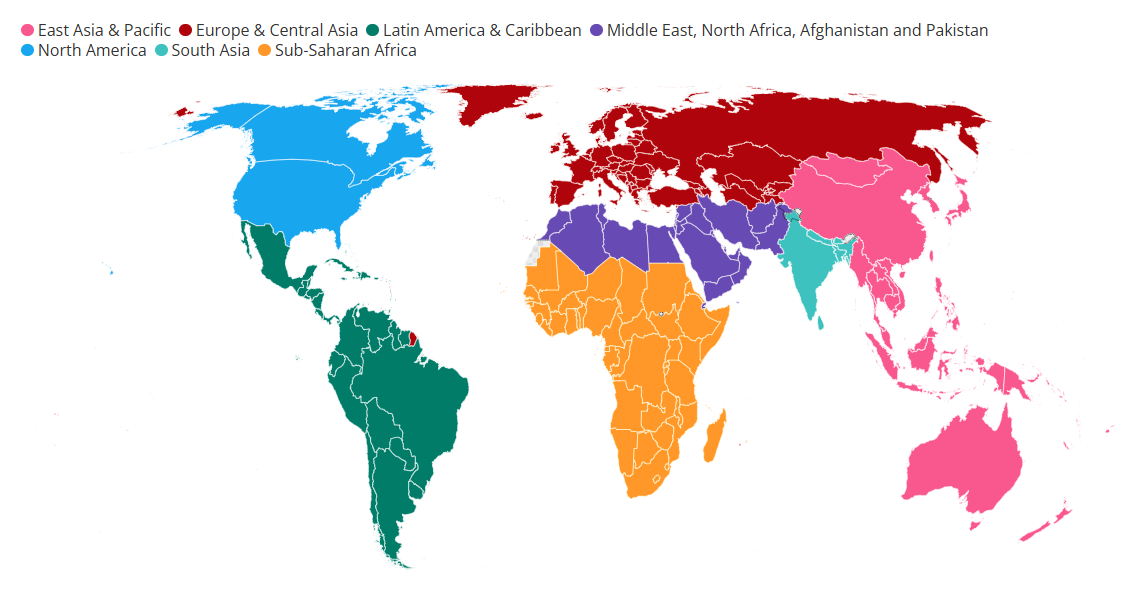 East Asia & Pacific Europe & Central Asia Latin America & Caribbean Middle East, North Africa, Afghanistan and Pakistan
North America South Asia Sub-Saharan Africa